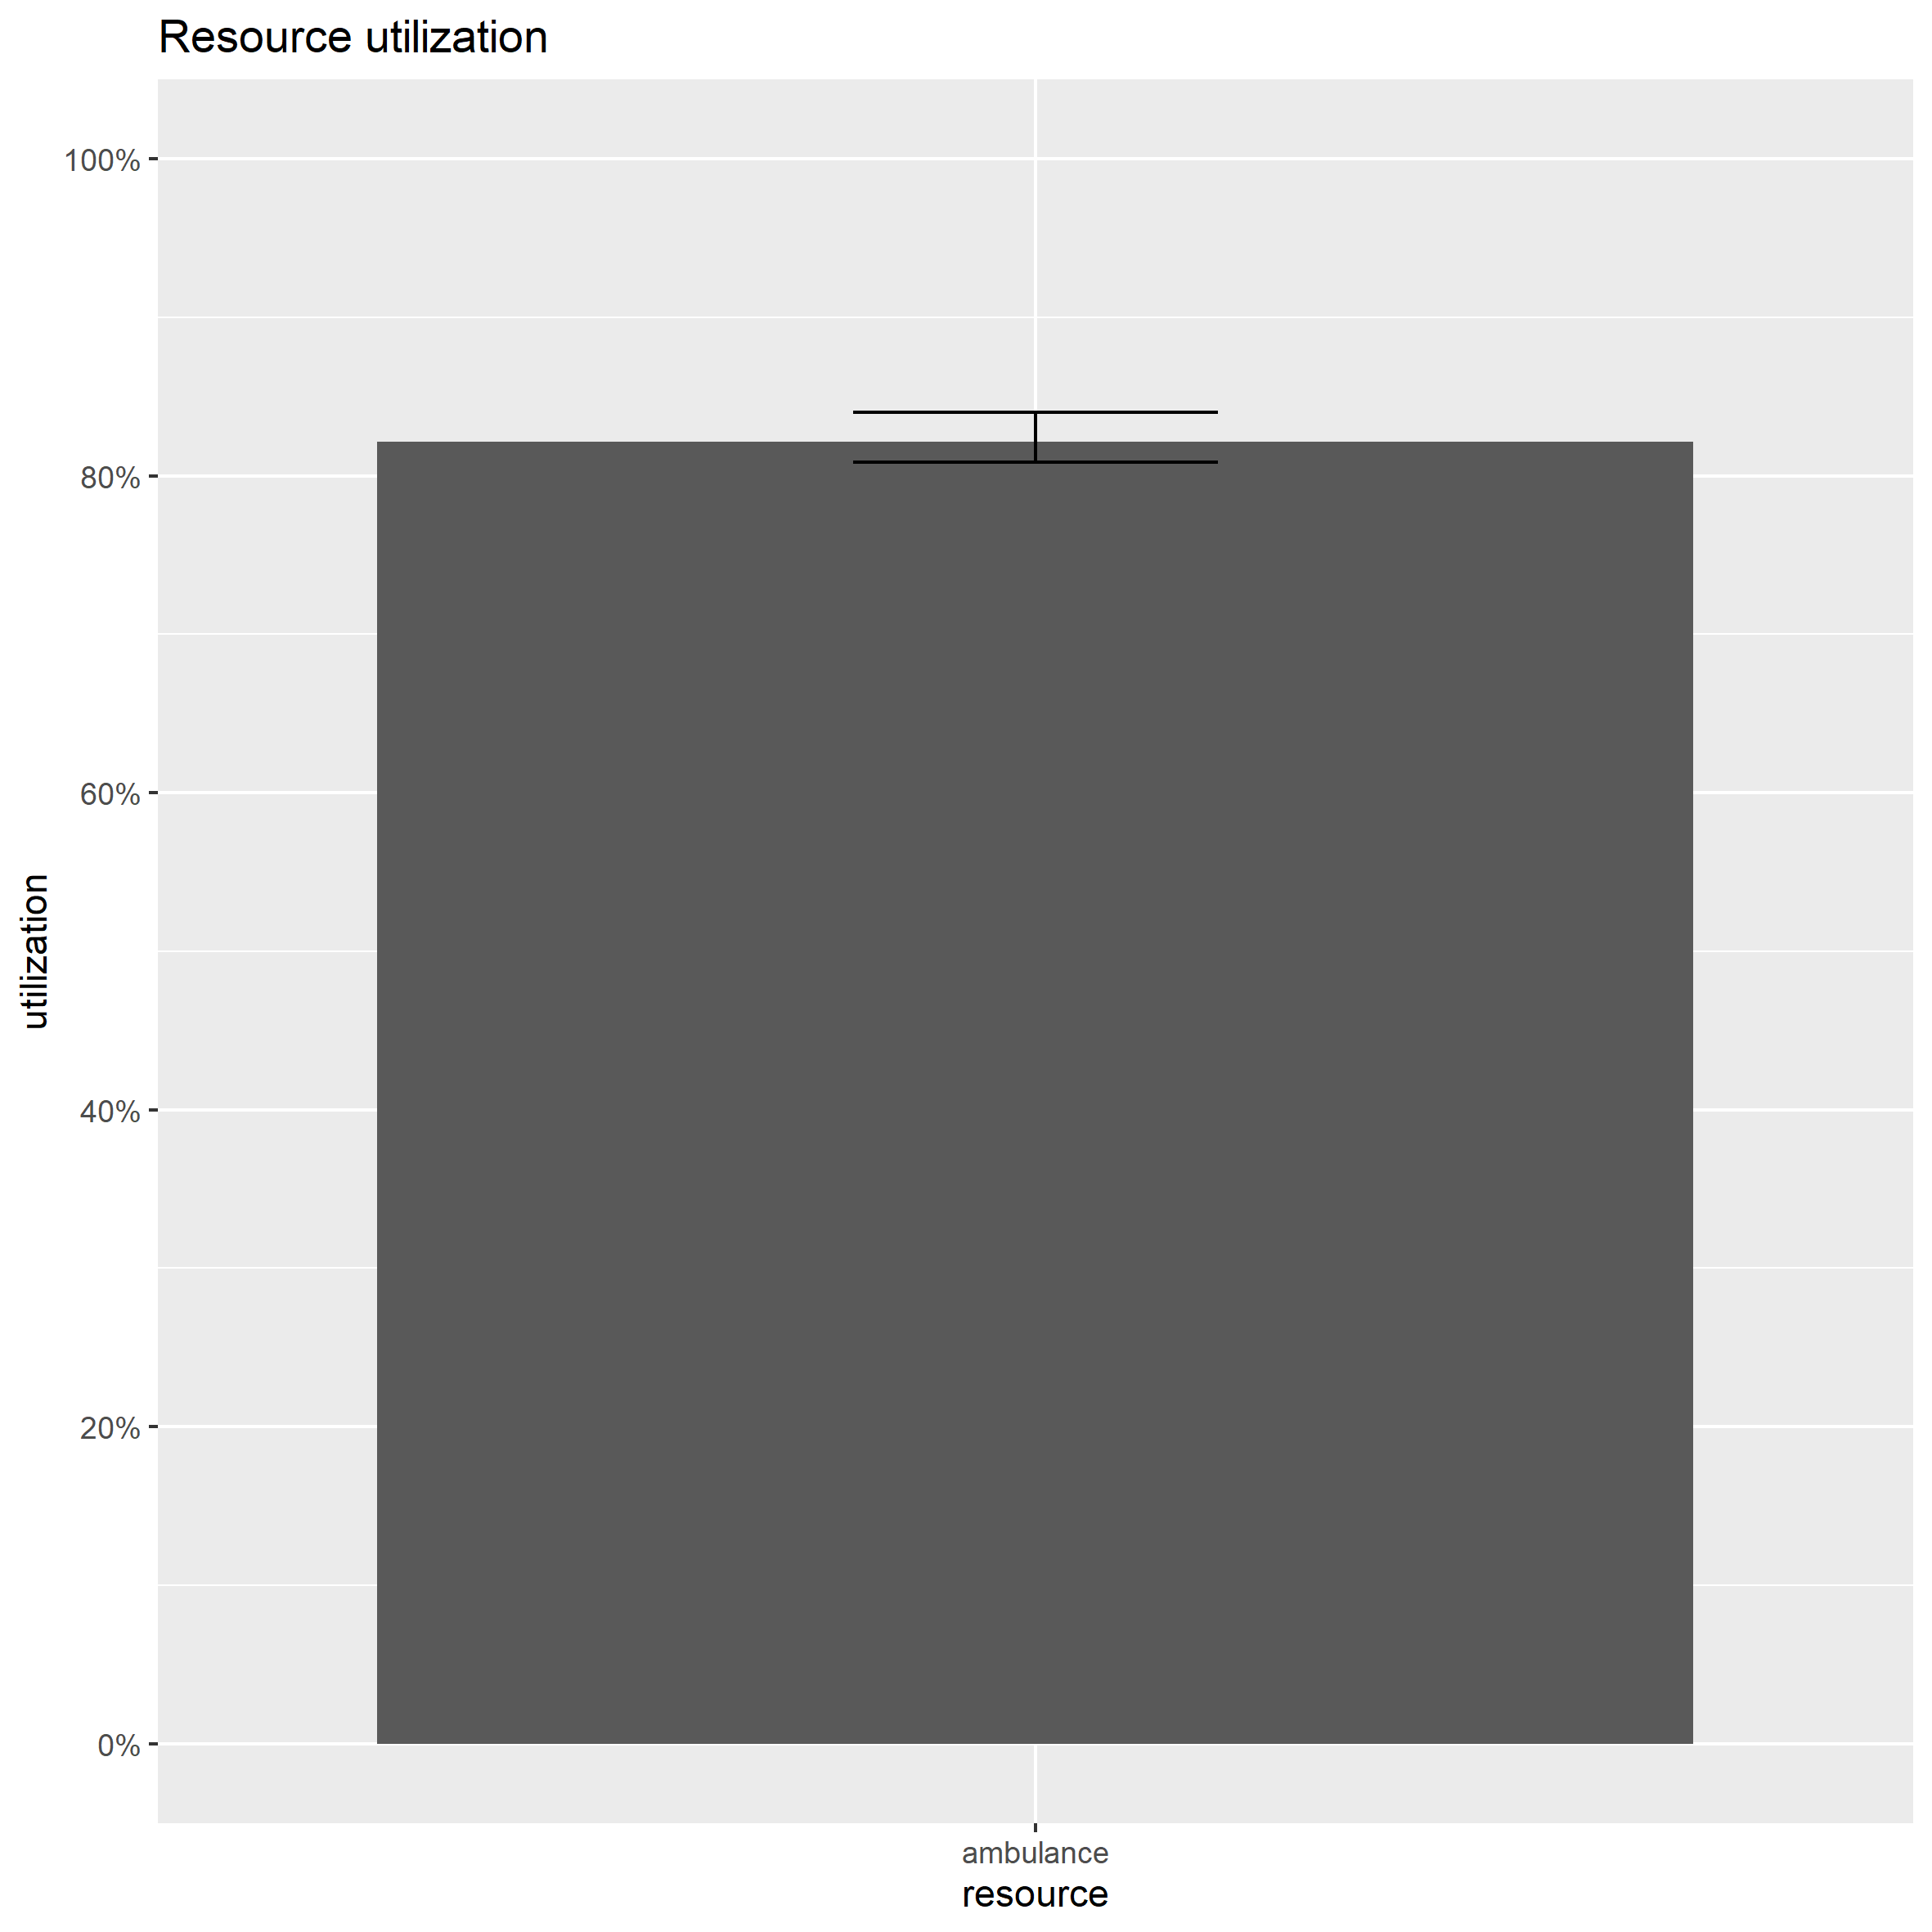 Resource utilization
100%
80%
60%
40%
20%
0%
utilization
ambulance
resource